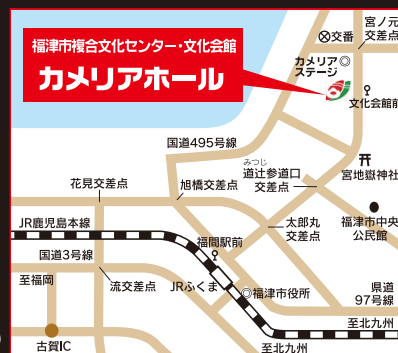 宮ノ元
交差点
交番
福津市複合文化センター・文化会館
カメリアホール
カメリア
ステージ
文化会館前
国道495号線
みつじ
道辻参道口
交差点
宮地嶽神社
花見交差点
旭橋交差点
JR鹿児島本線
太郎丸
交差点
福津市中央
公民館
国道3号線
福間駅前
至福岡
流交差点
JRふくま
福津市役所
県道
97号線
古賀IC
至北九州
至北九州